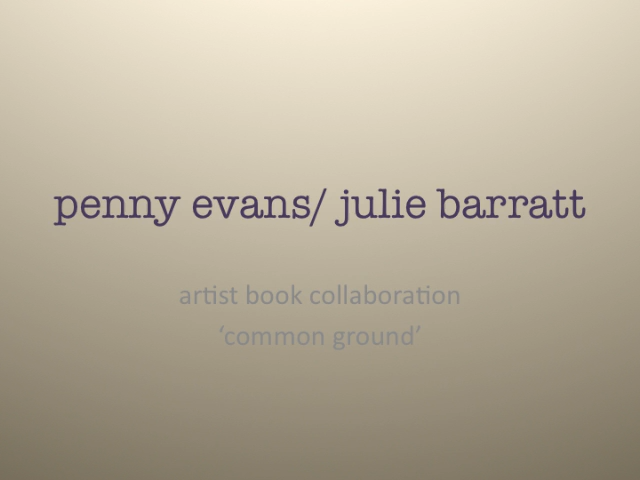 penny evans/ julie barratt
artist book collaboration
‘common ground’